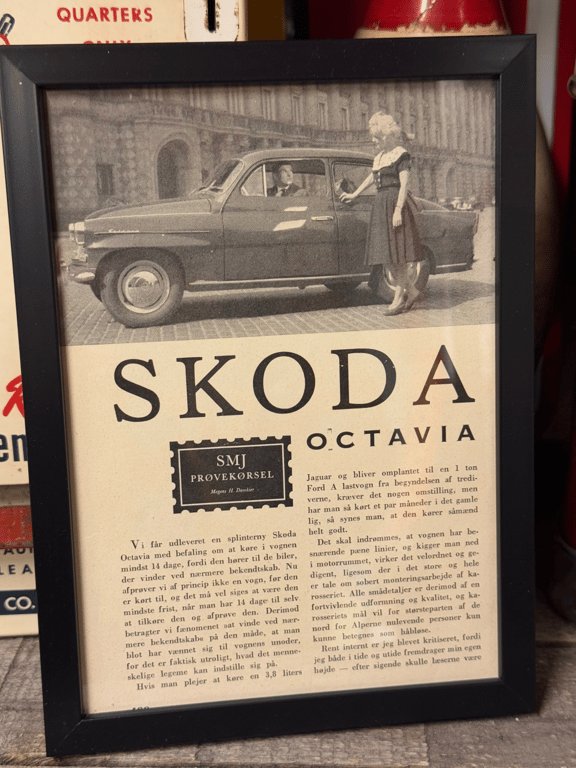 QUARTERS
SKODA
OCTAVIA
SMJ
PRØVEKØRSEL
Mogens H. Damkier
Vi får udleveret en splinterny Skoda
Octavia med befaling om at køre i vognen
mindst 14 dage, fordi den hører til de biler,
der vinder ved nærmere bekendtskab. Nu
afprøver vi af princip ikke en vogn, før den
er kørt til, og det må vel siges at være den
mindste frist, når man har 14 dage til selv
at tilkøre den og afprøve den. Derimod
betragter vi fænomenet sat vinde ved nær-
mere bekendtskab« på den måde, at man
blot har vænnet sig til vognens unoder,
for det er faktisk utroligt, hvad det menne-
skelige legeme kan indstille sig på.
Hvis man plejer at køre en 3,8 liters
Jaguar og bliver omplantet til en 1 ton
Ford A lastvogn fra begyndelsen af tredi-
verne, kræver det nogen omstilling, men
har man så kørt et par måneder i det gamle
lig, så synes man, at den kører såmænd
helt godt.
Det skal indrømmes, at vognen har be-
snærende pæne linier, og kigger man ned
i motorrummet, virker det velordnet og ge-
digent, ligesom der i det store og hele
er tale om sobert monteringsarbejde af ka-
rosseriet. Alle smådetaljer er derimod af en
fortvivlende udformning og kvalitet, og ka-
rosseriets mål vil for størsteparten af de
nord for Alperne nulevende personer kun
kunne betegnes som håbløse.
Rent internt er jeg blevet kritiseret, fordi
jeg både i tide og utide fremdrager min egen
højde — efter sigende skulle læserne være
CO.